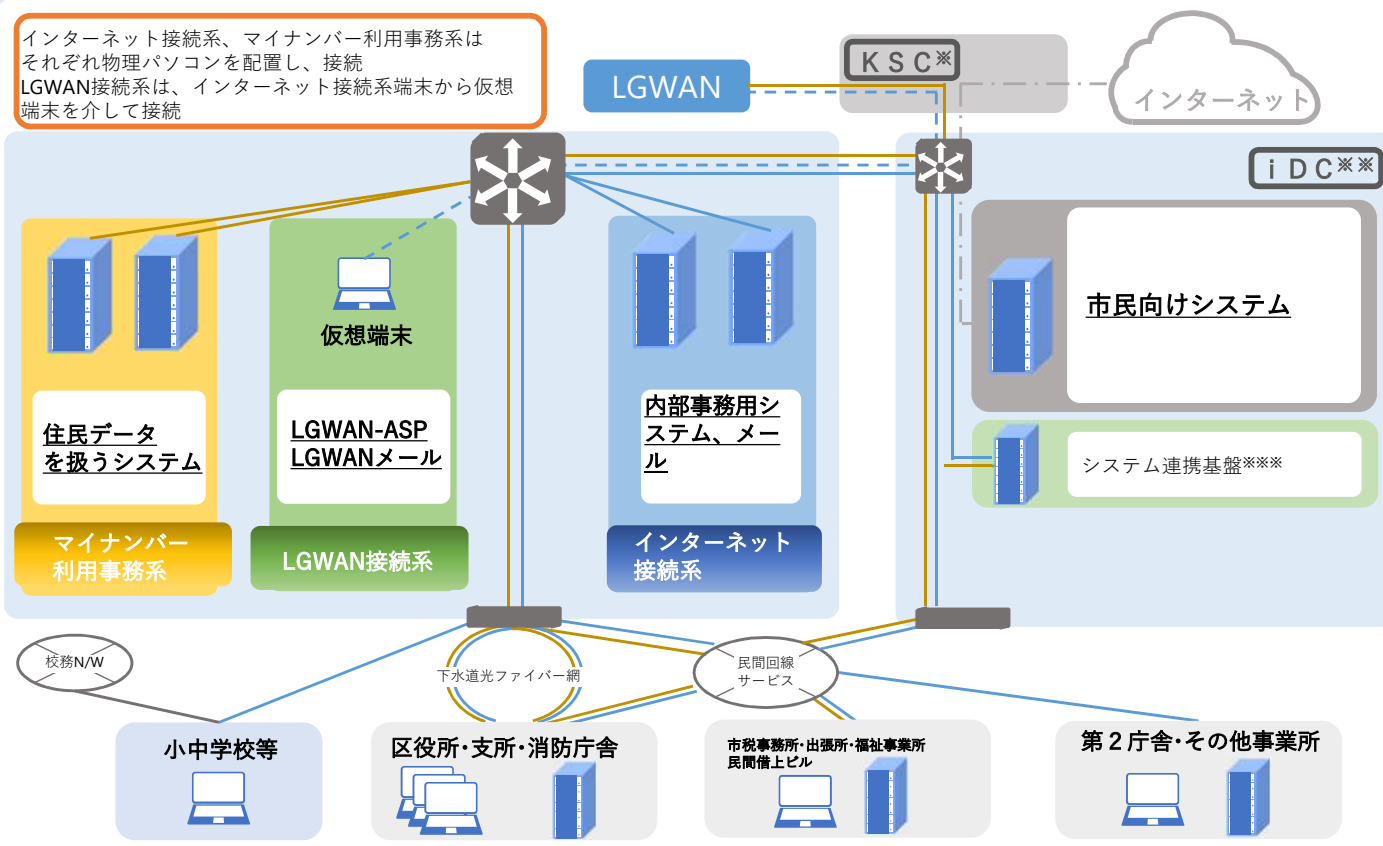 インターネット接続系、マイナンバー利用事務系は
それぞれ物理パソコンを配置し、接続
LGWAN接続系は、インターネット接続系端末から仮想
端末を介して接続
LGWAN
ＫＳＣ※
インターネット
ｉＤＣ※※
仮想端末
市民向けシステム
住民データ
を扱うシステム
LGWAN-ASP
LGWANメール
内部事務用シ
ステム、メー
ル
システム連携基盤※※※
マイナンバー
利用事務系
LGWAN接続系
インターネット
接続系
校務N/W
下水道光ファイバー網
民間回線
サービス
小中学校等
区役所・支所・消防庁舎
市税事務所・出張所・福祉事業所
民間借上ビル
第２庁舎・その他事業所